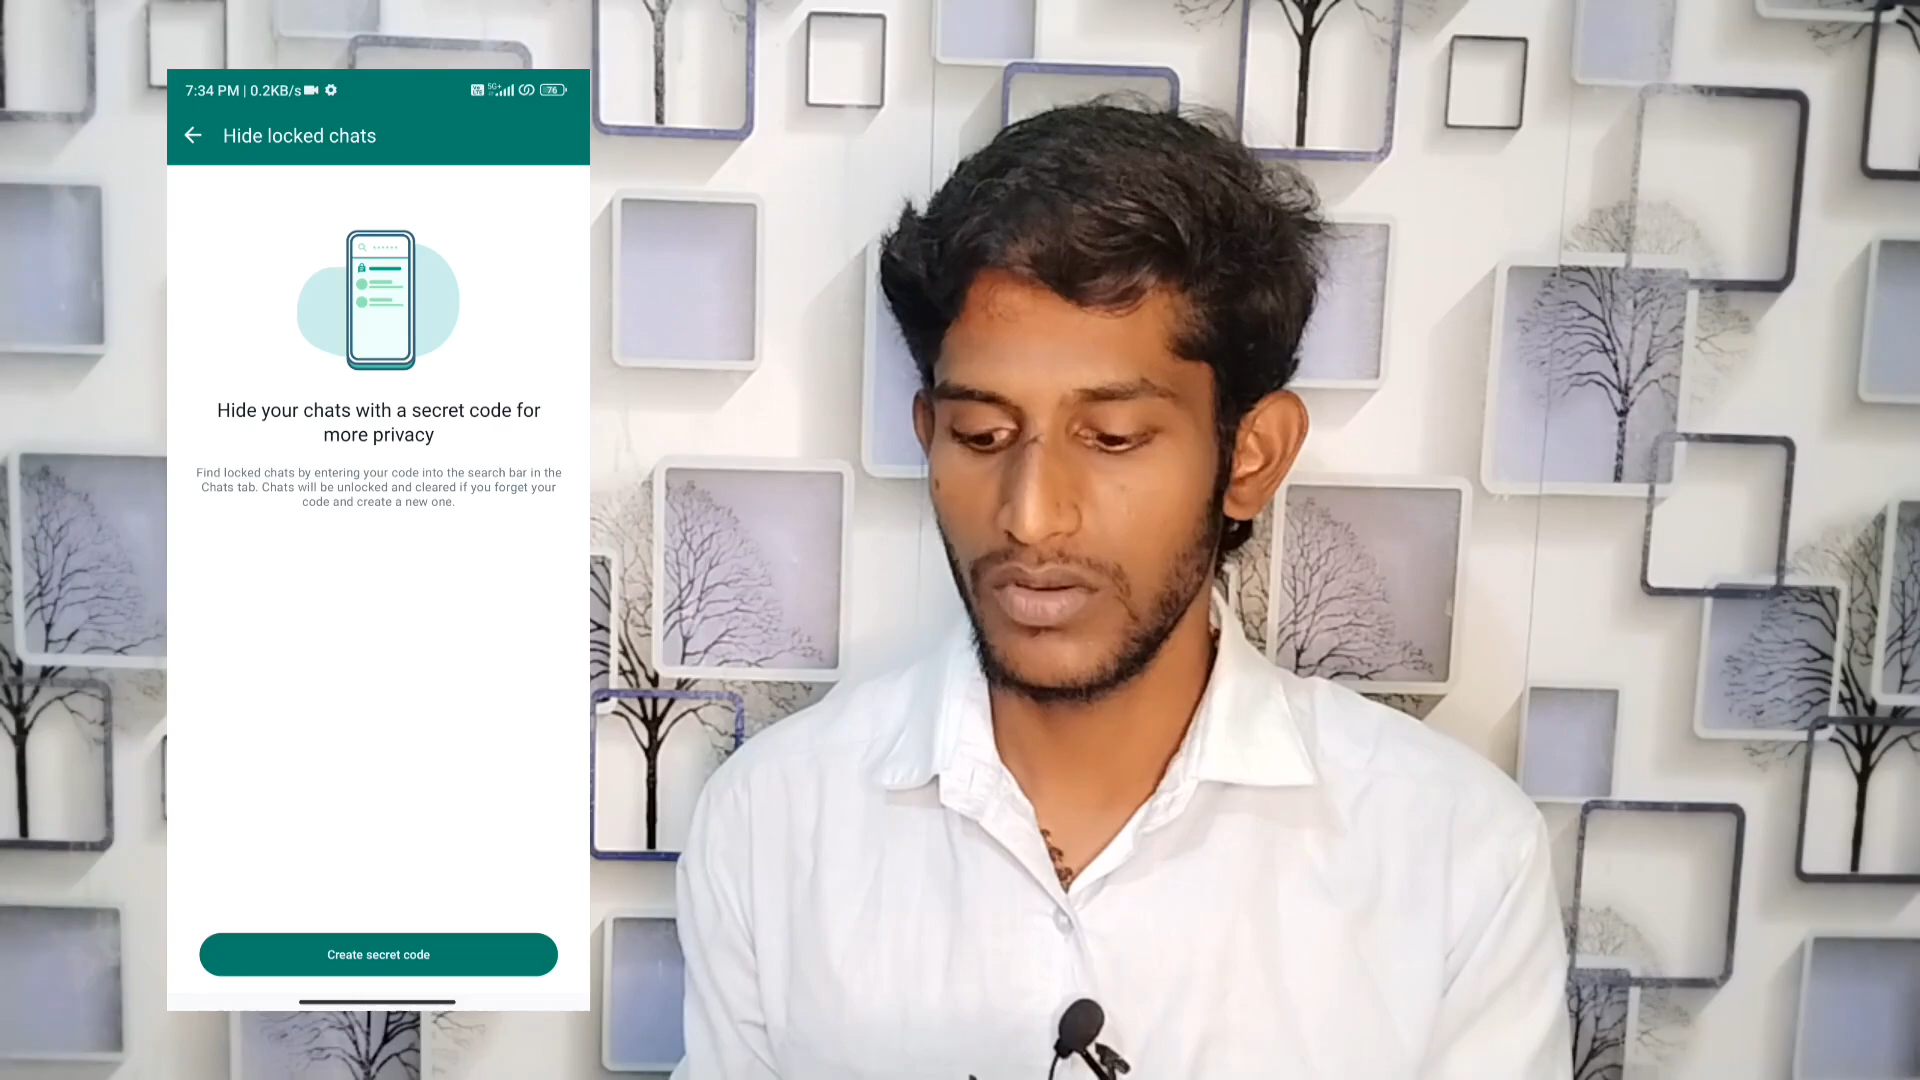 7:34 PM | 0.2KB/s
5G+
76
Hide locked chats
Hide your chats with a secret code for
more privacy
Find locked chats by entering your code into the search bar in the
Chats tab. Chats will be unlocked and cleared if you forget your
code and create a new one.
Create secret code